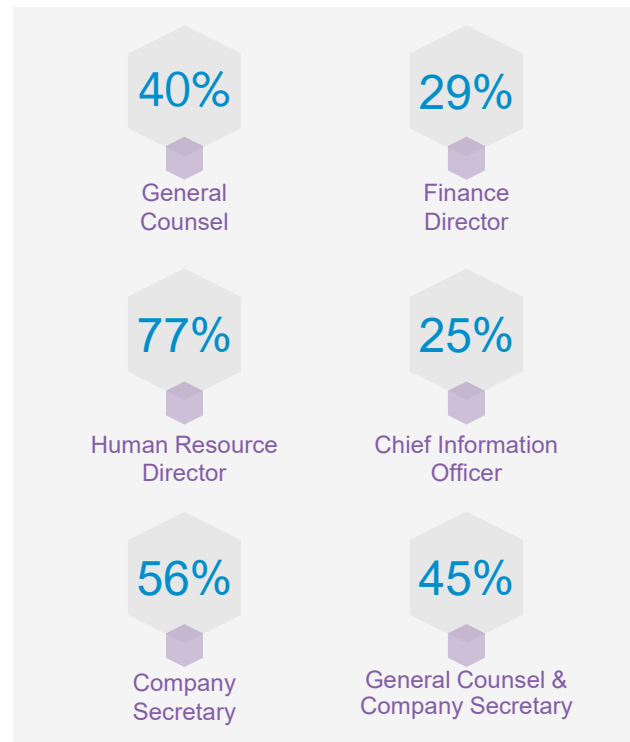 40%
General
Counsel
29%
Finance
Director
77%
Human Resource
Director
25%
Chief Information
Officer
56%
Company
Secretary
45%
General Counsel &
Company Secretary